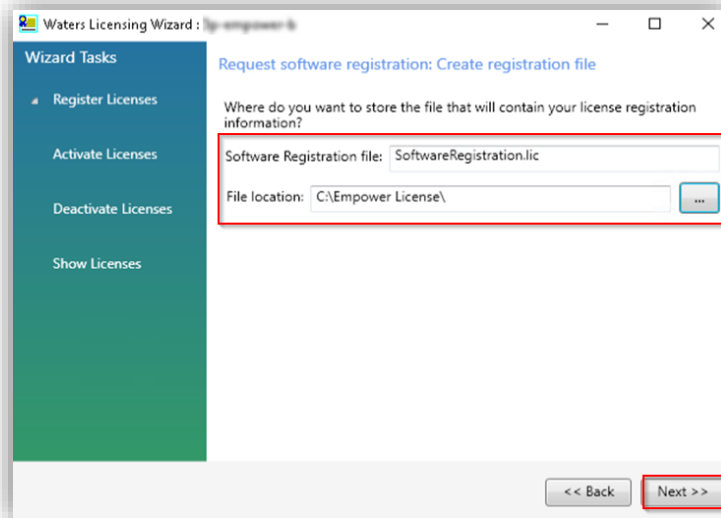 Waters Licensing Wizard :
Wizard Tasks
Register Licenses
Activate Licenses
Deactivate Licenses
Show Licenses
Request software registration: Create registration file
Where do you want to store the file that will contain your license registration
information?
Software Registration file: SoftwareRegistration.lic
File location: C:\Empower License\
...
<< Back
Next >>